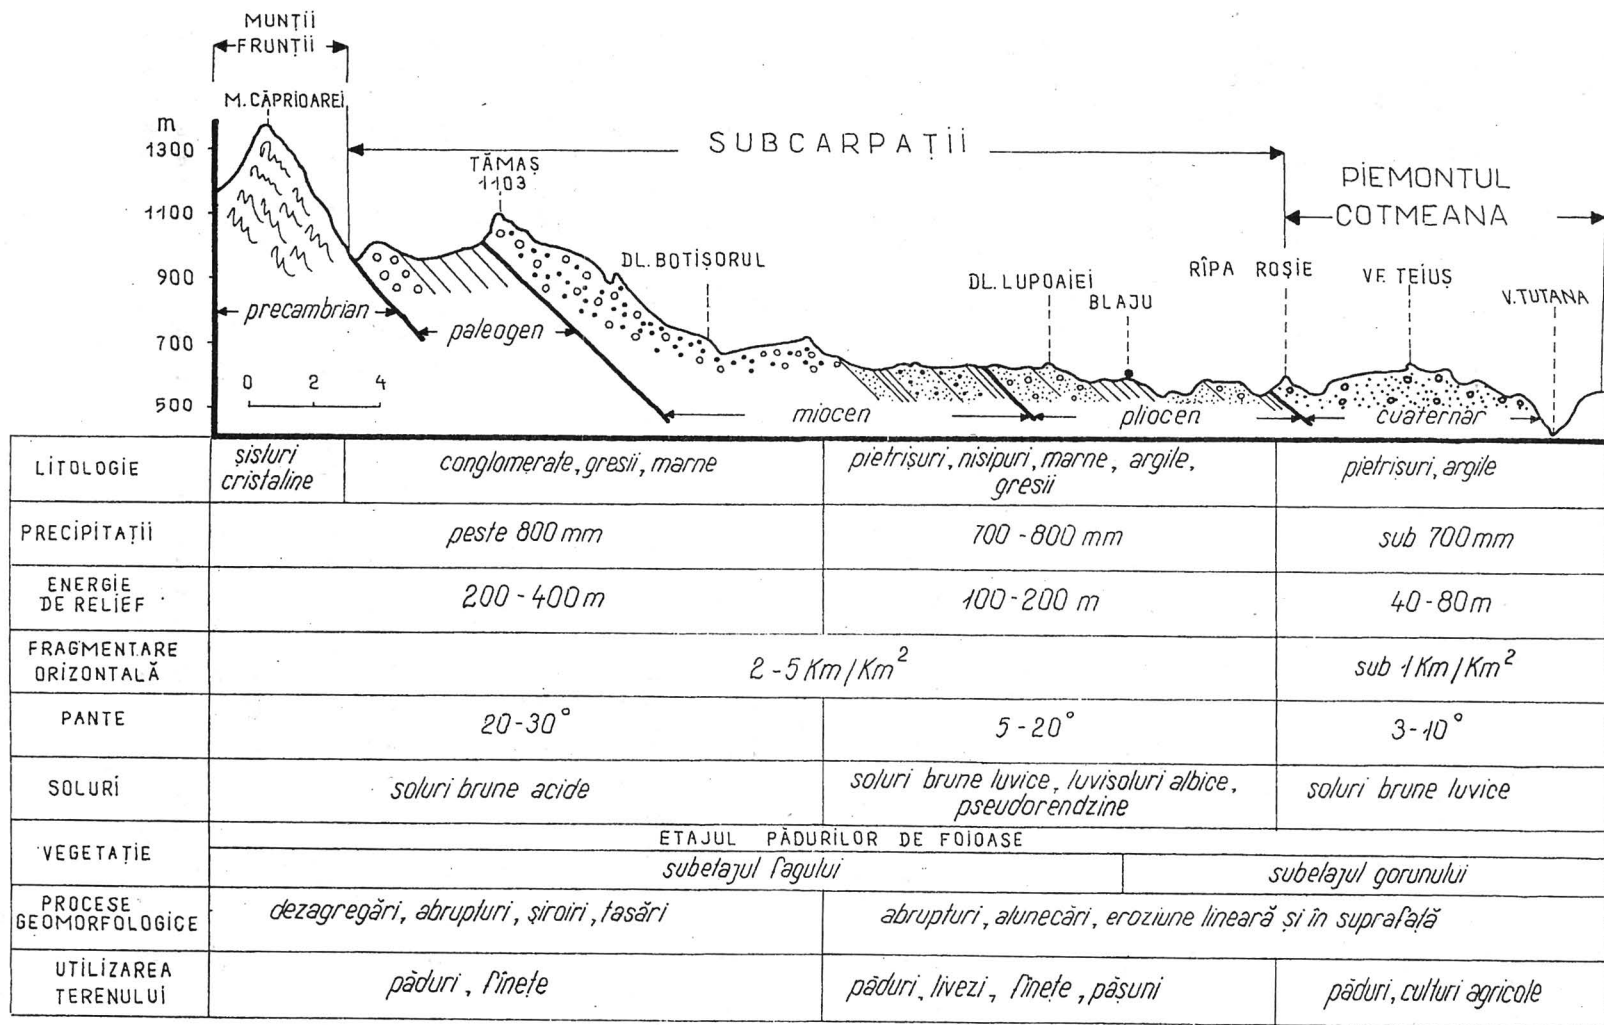 MUNȚII
FRUNȚII
M. CĂPRIOAREI
m
1300
1100
900
700
500
SUBCARPAȚII
TĂMAȘ
1103
PIEMONTUL
COTMEANA
DL. BOTIȘORUL
DL. LUPOAIEI
BLAJU
RÎPA ROȘIE
VF. TEIUȘ
V. TUTANA
precambrian
paleogen
miocen
pliocen
cuaternar
0 2 4
LITOLOGIE
șisturi
cristaline
conglomerate, gresii, marne
pietrișuri, nisipuri, marne, argile,
gresii
pietrișuri, argile
PRECIPITAȚII
peste 800 mm
700 - 800 mm
sub 700 mm
ENERGIE
DE RELIEF
200 - 400 m
100 - 200 m
40 - 80 m
FRAGMENTARE
ORIZONTALĂ
2 - 5 Km / Km²
sub 1 Km / Km²
PANTE
20 - 30°
5 - 20°
3 - 10°
SOLURI
soluri brune acide
soluri brune luvice, luvisoluri albice,
pseudorendzine
soluri brune luvice
VEGETAȚIE
ETAJUL PĂDURILOR DE FOIOASE
subetajul fagului
subetajul gorunului
PROCESE
GEOMORFOLOGICE
dezagregări, abrupturi, șiroiri, tasări
abrupturi, alunecări, eroziune lineară și în suprafață
UTILIZAREA
TERENULUI
păduri, fînețe
păduri, livezi, fînețe, pășuni
păduri, culturi agricole